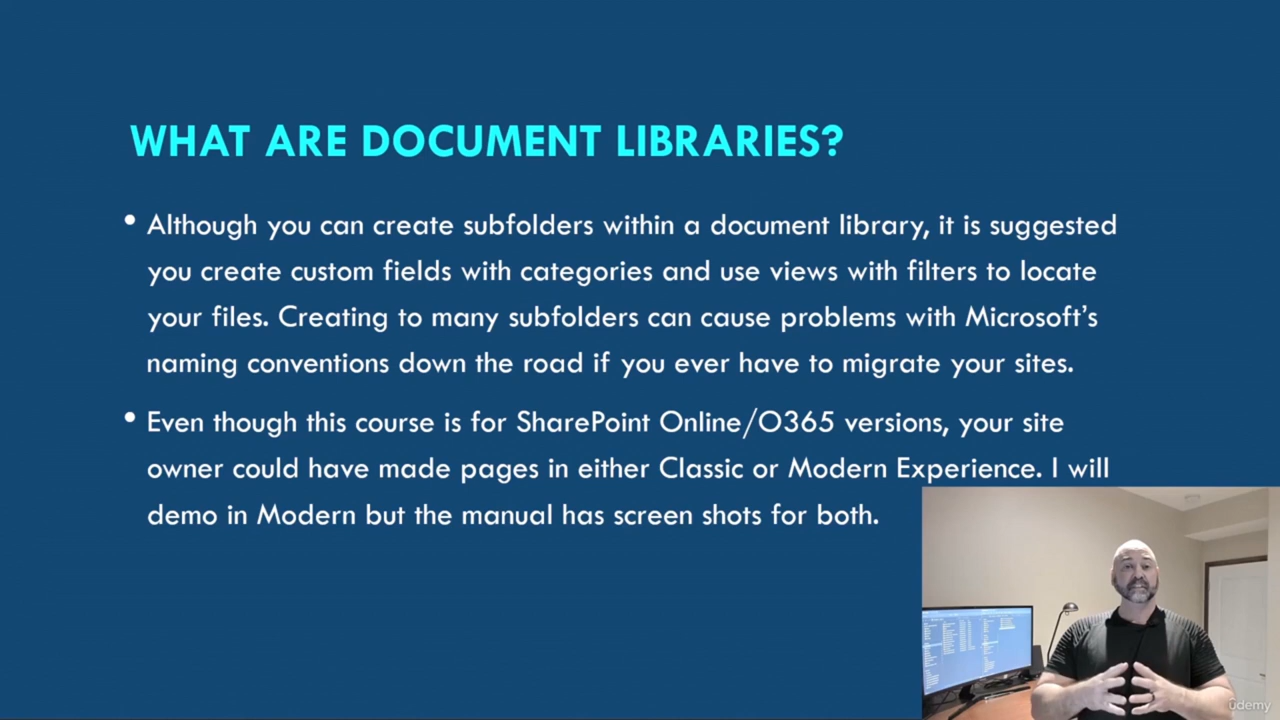 WHAT ARE DOCUMENT LIBRARIES?
• Although you can create subfolders within a document library, it is suggested
you create custom fields with categories and use views with filters to locate
your files. Creating to many subfolders can cause problems with Microsoft’s
naming conventions down the road if you ever have to migrate your sites.
• Even though this course is for SharePoint Online/O365 versions, your site
owner could have made pages in either Classic or Modern Experience. I will
demo in Modern but the manual has screen shots for both.
ûdemy